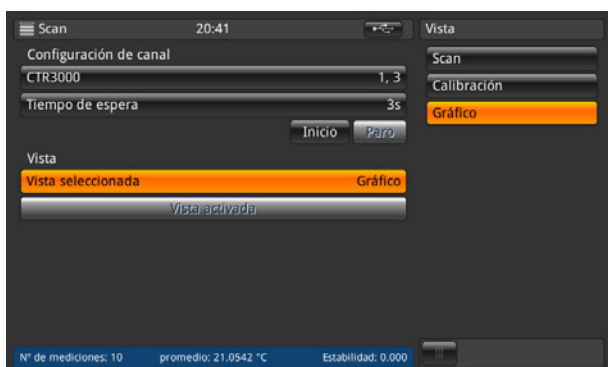 Scan 20:41 Vista
Configuración de canal
CTR3000 1, 3
Tiempo de espera 3s
Inicio Paro
Vista
Vista seleccionada Gráfico
Vista activada
Scan
Calibración
Gráfico
Nº de mediciones: 10 promedio: 21.0542 °C Estabilidad: 0.000